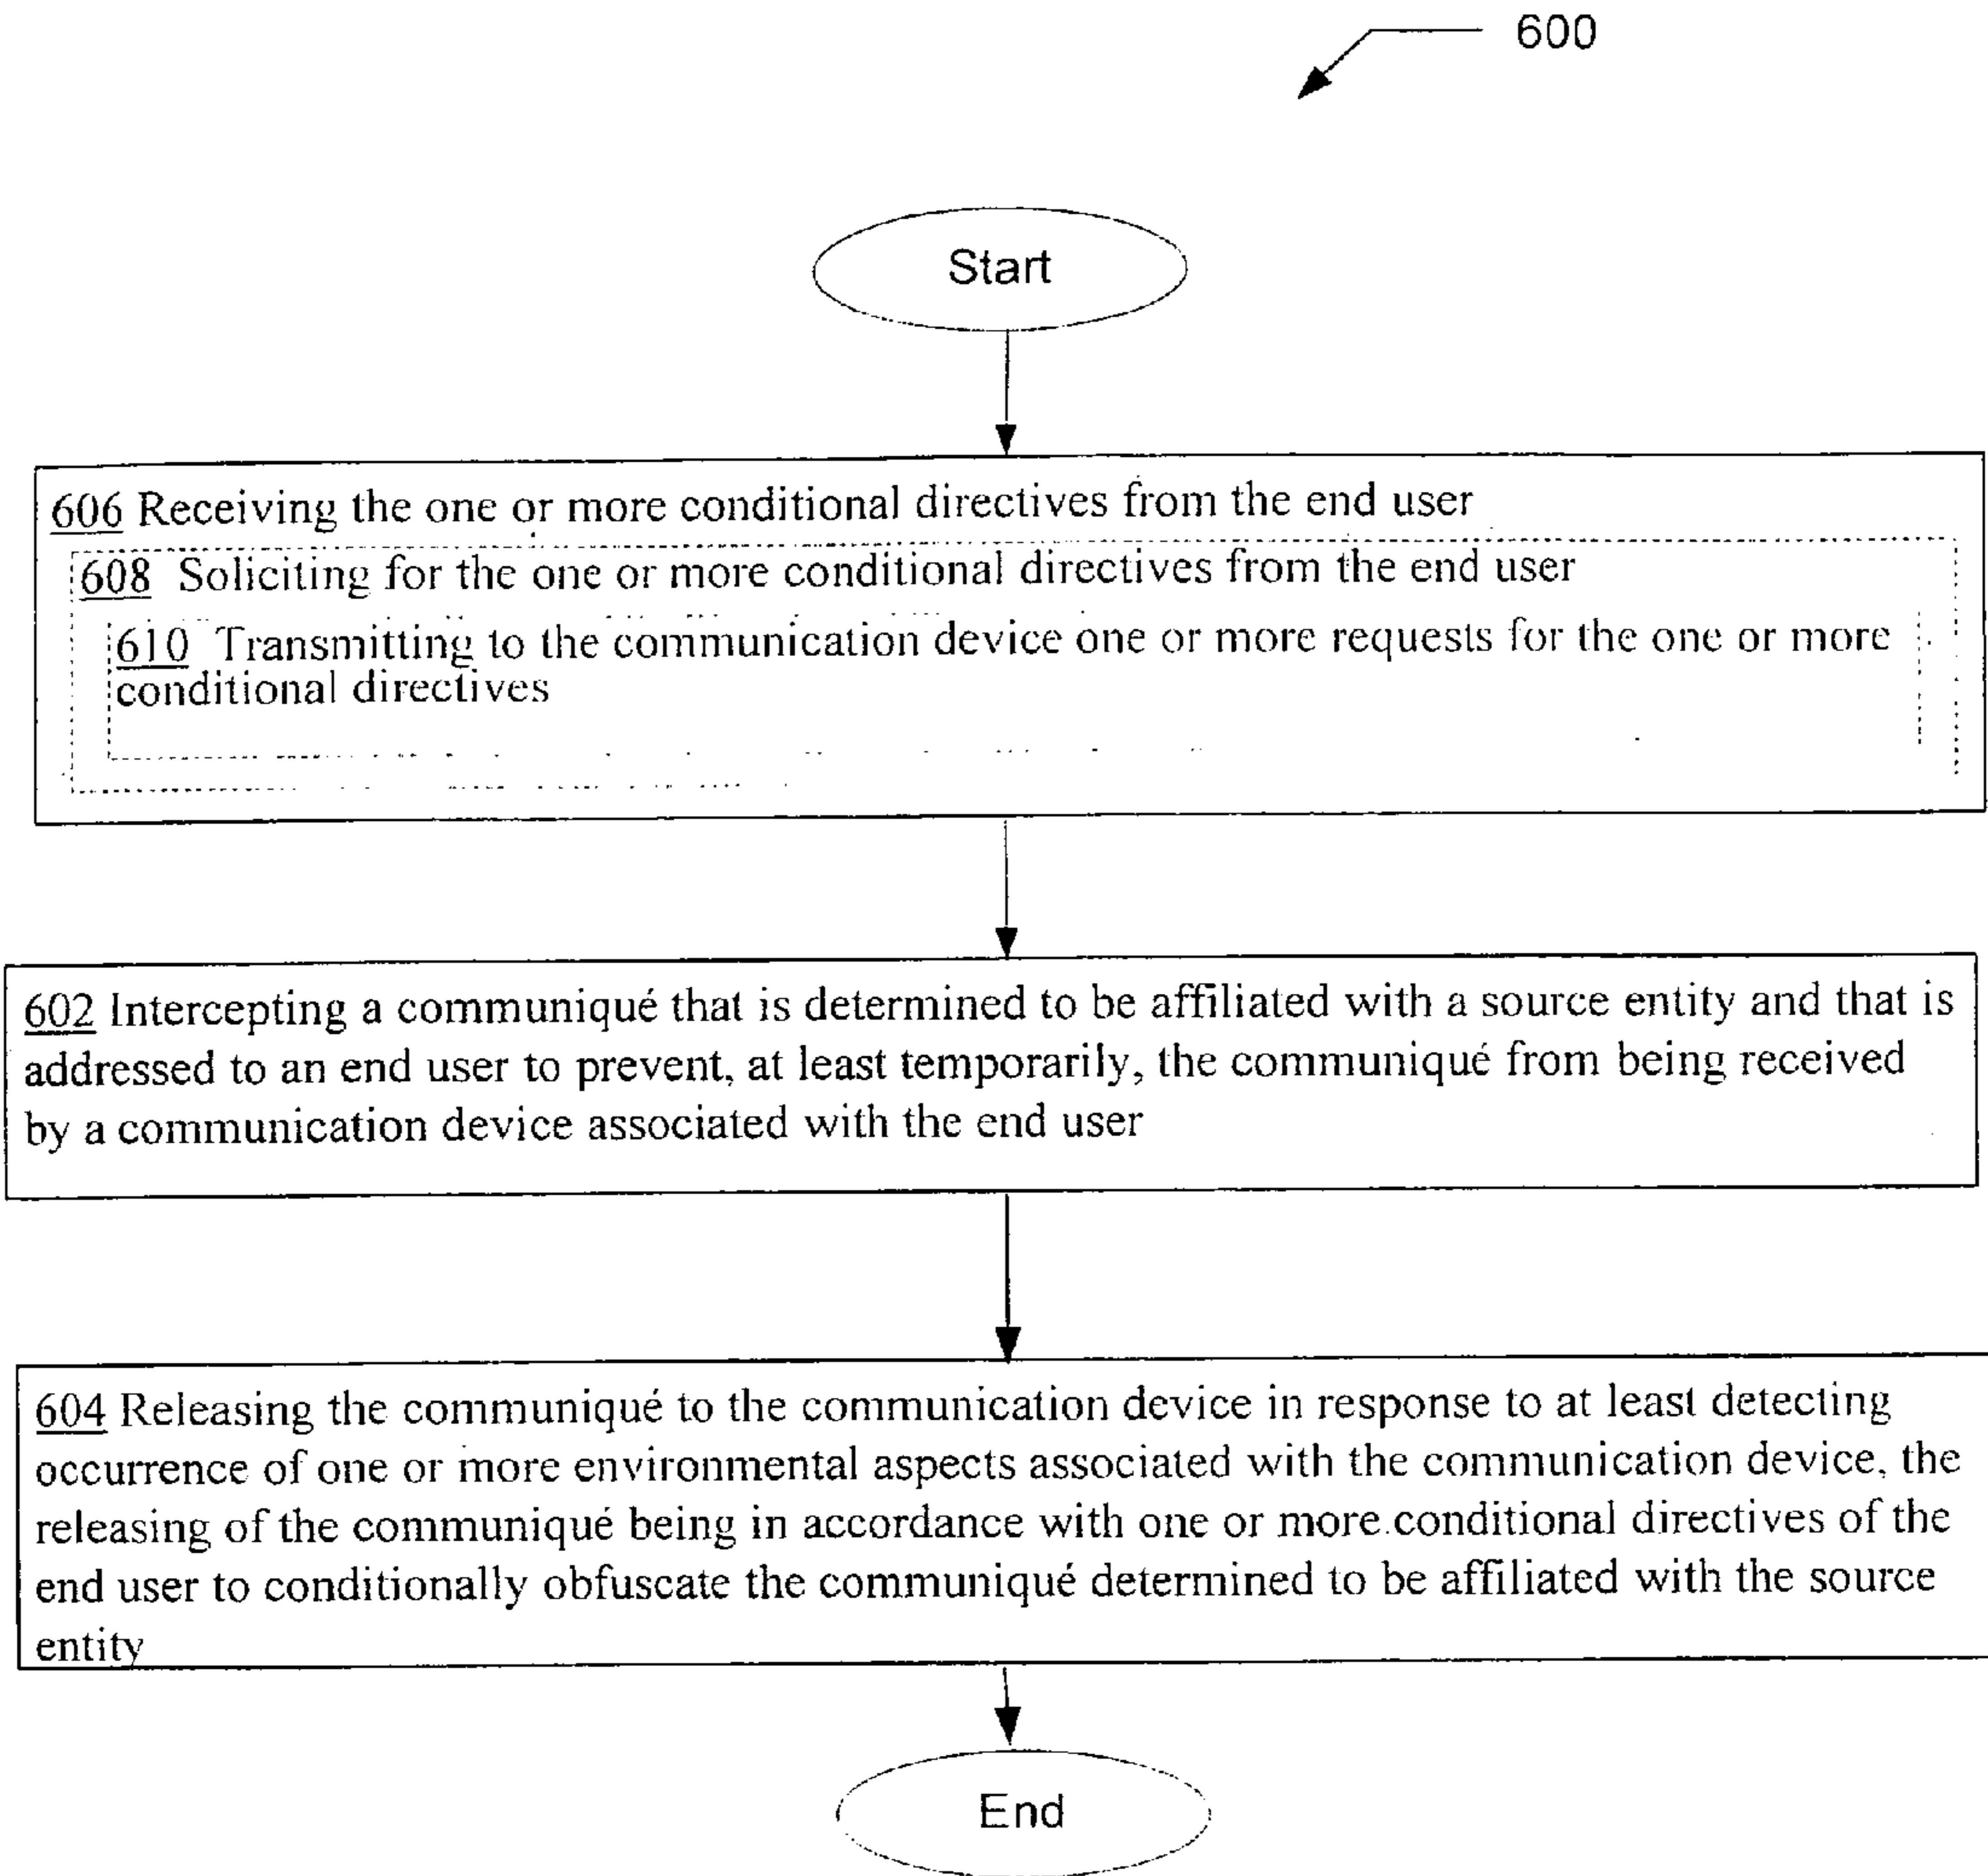 600
Start
606 Receiving the one or more conditional directives from the end user
608 Soliciting for the one or more conditional directives from the end user
610 Transmitting to the communication device one or more requests for the one or more
conditional directives
602 Intercepting a communiqué that is determined to be affiliated with a source entity and that is
addressed to an end user to prevent, at least temporarily, the communiqué from being received
by a communication device associated with the end user
604 Releasing the communiqué to the communication device in response to at least detecting
occurrence of one or more environmental aspects associated with the communication device, the
releasing of the communiqué being in accordance with one or more conditional directives of the
end user to conditionally obfuscate the communiqué determined to be affiliated with the source
entity
End